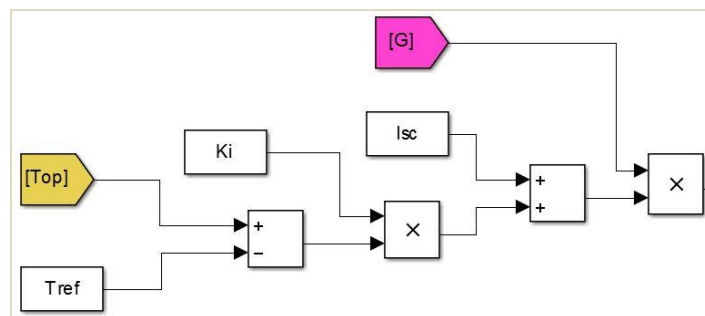 [G]
Isc
Ki
[Top]
+
+
×
+
−
×
Tref